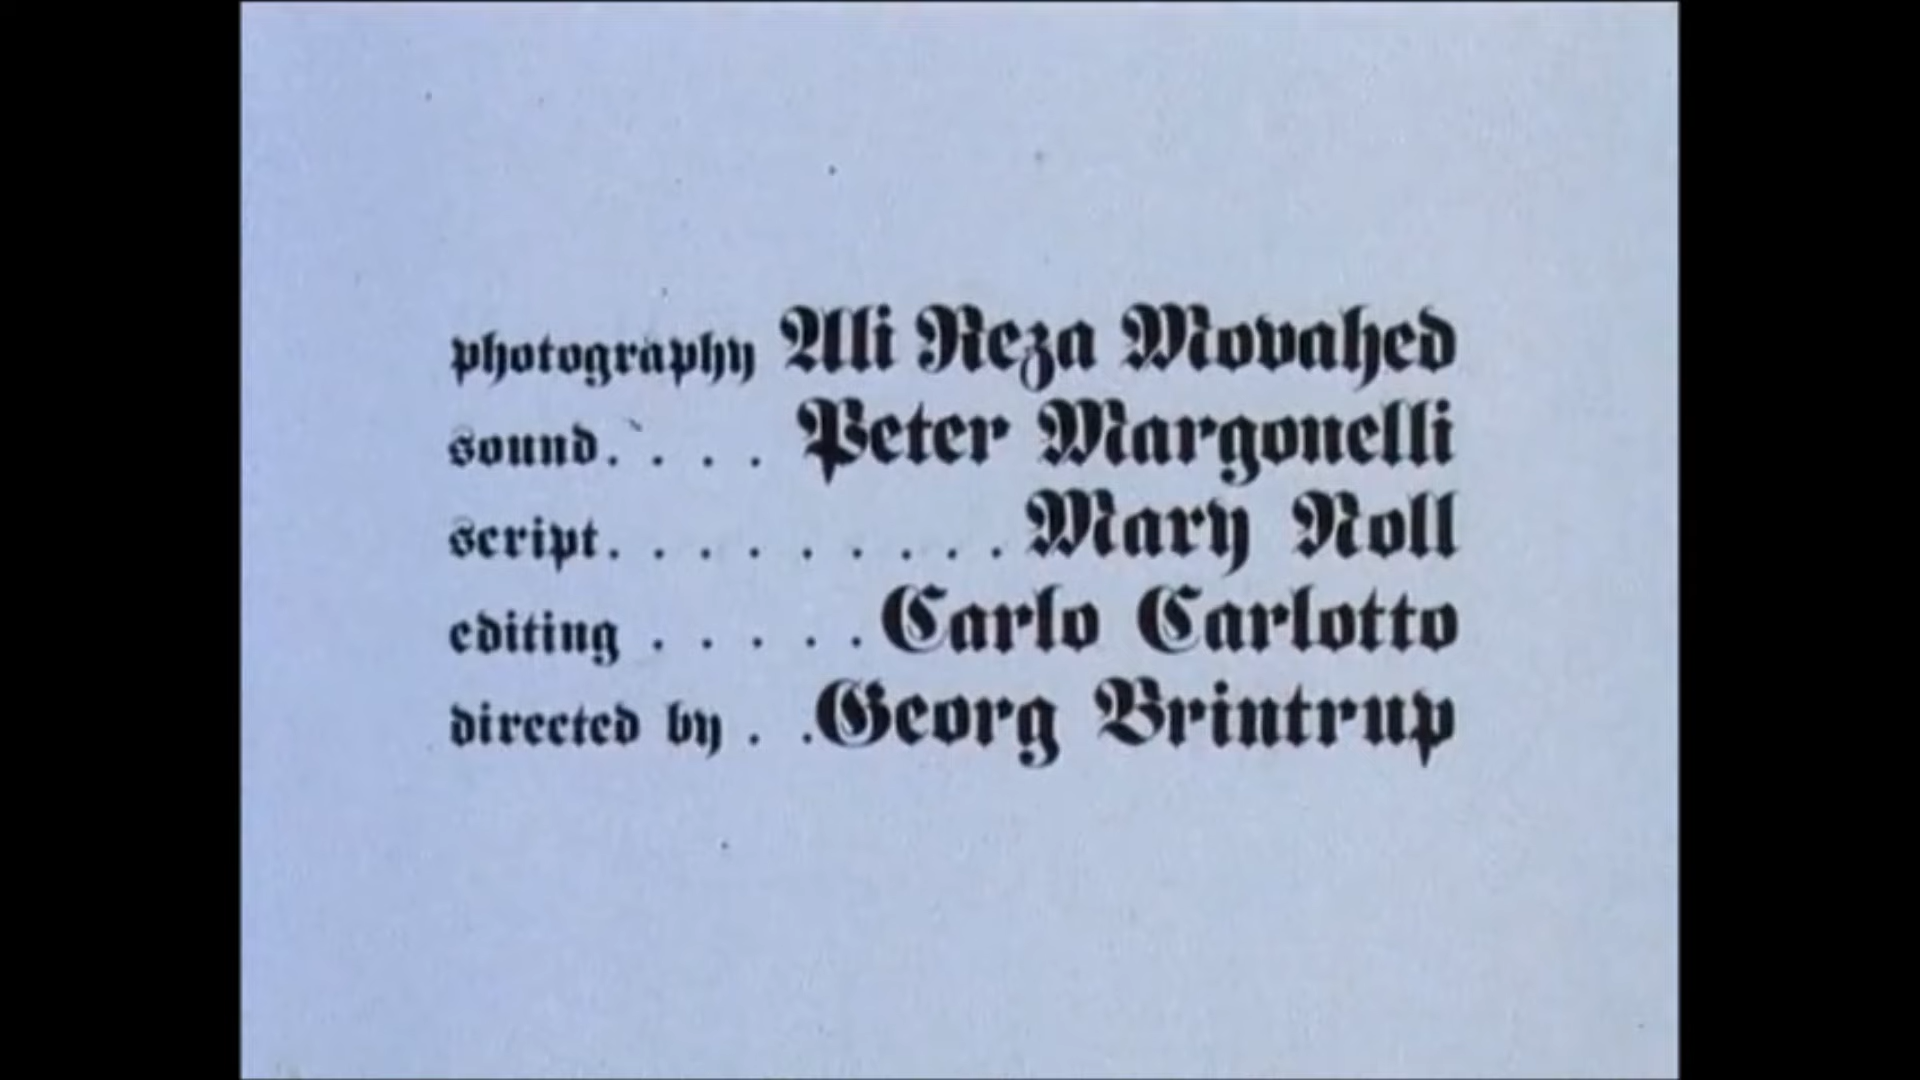 photography Ali Reza Movahed
sound. . . . Peter Margonelli
script. . . . . . . . . Mary Noll
editing . . . . . Carlo Carlotto
directed by . . Georg Brintrup